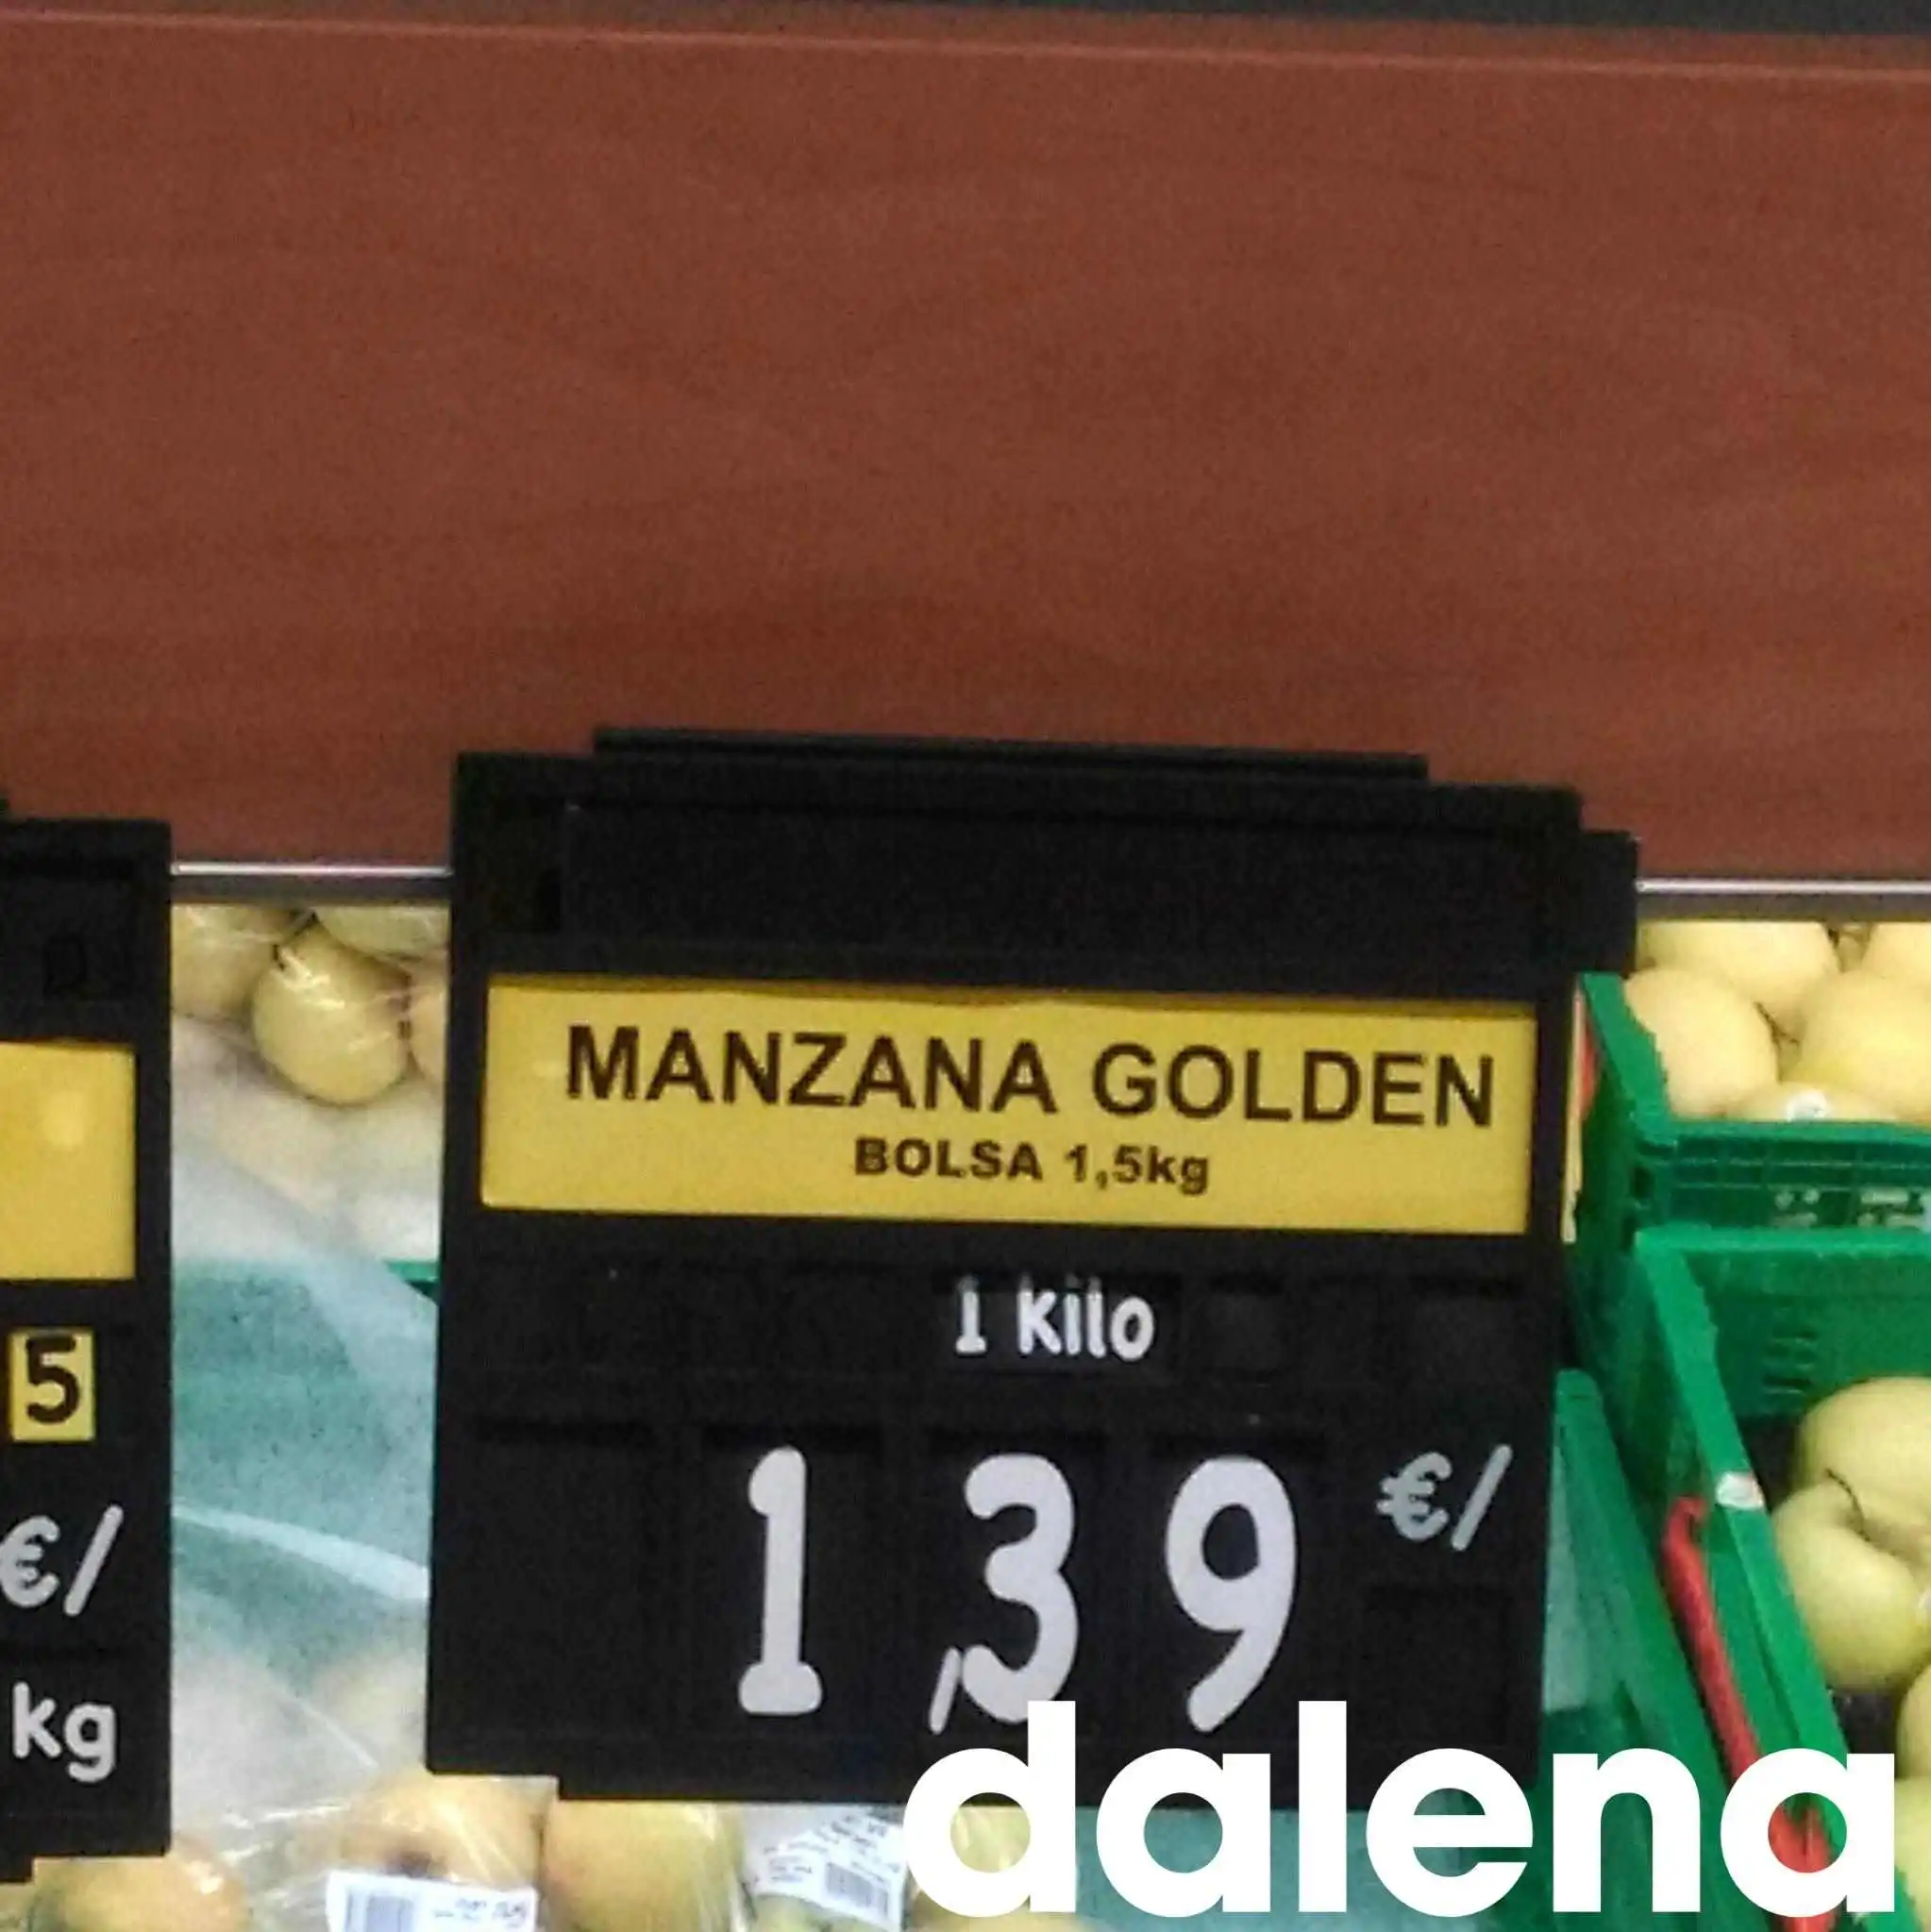 MANZANA GOLDEN
BOLSA 1,5kg
1 Kilo
1,39 €/
5
€/
kg
dalena